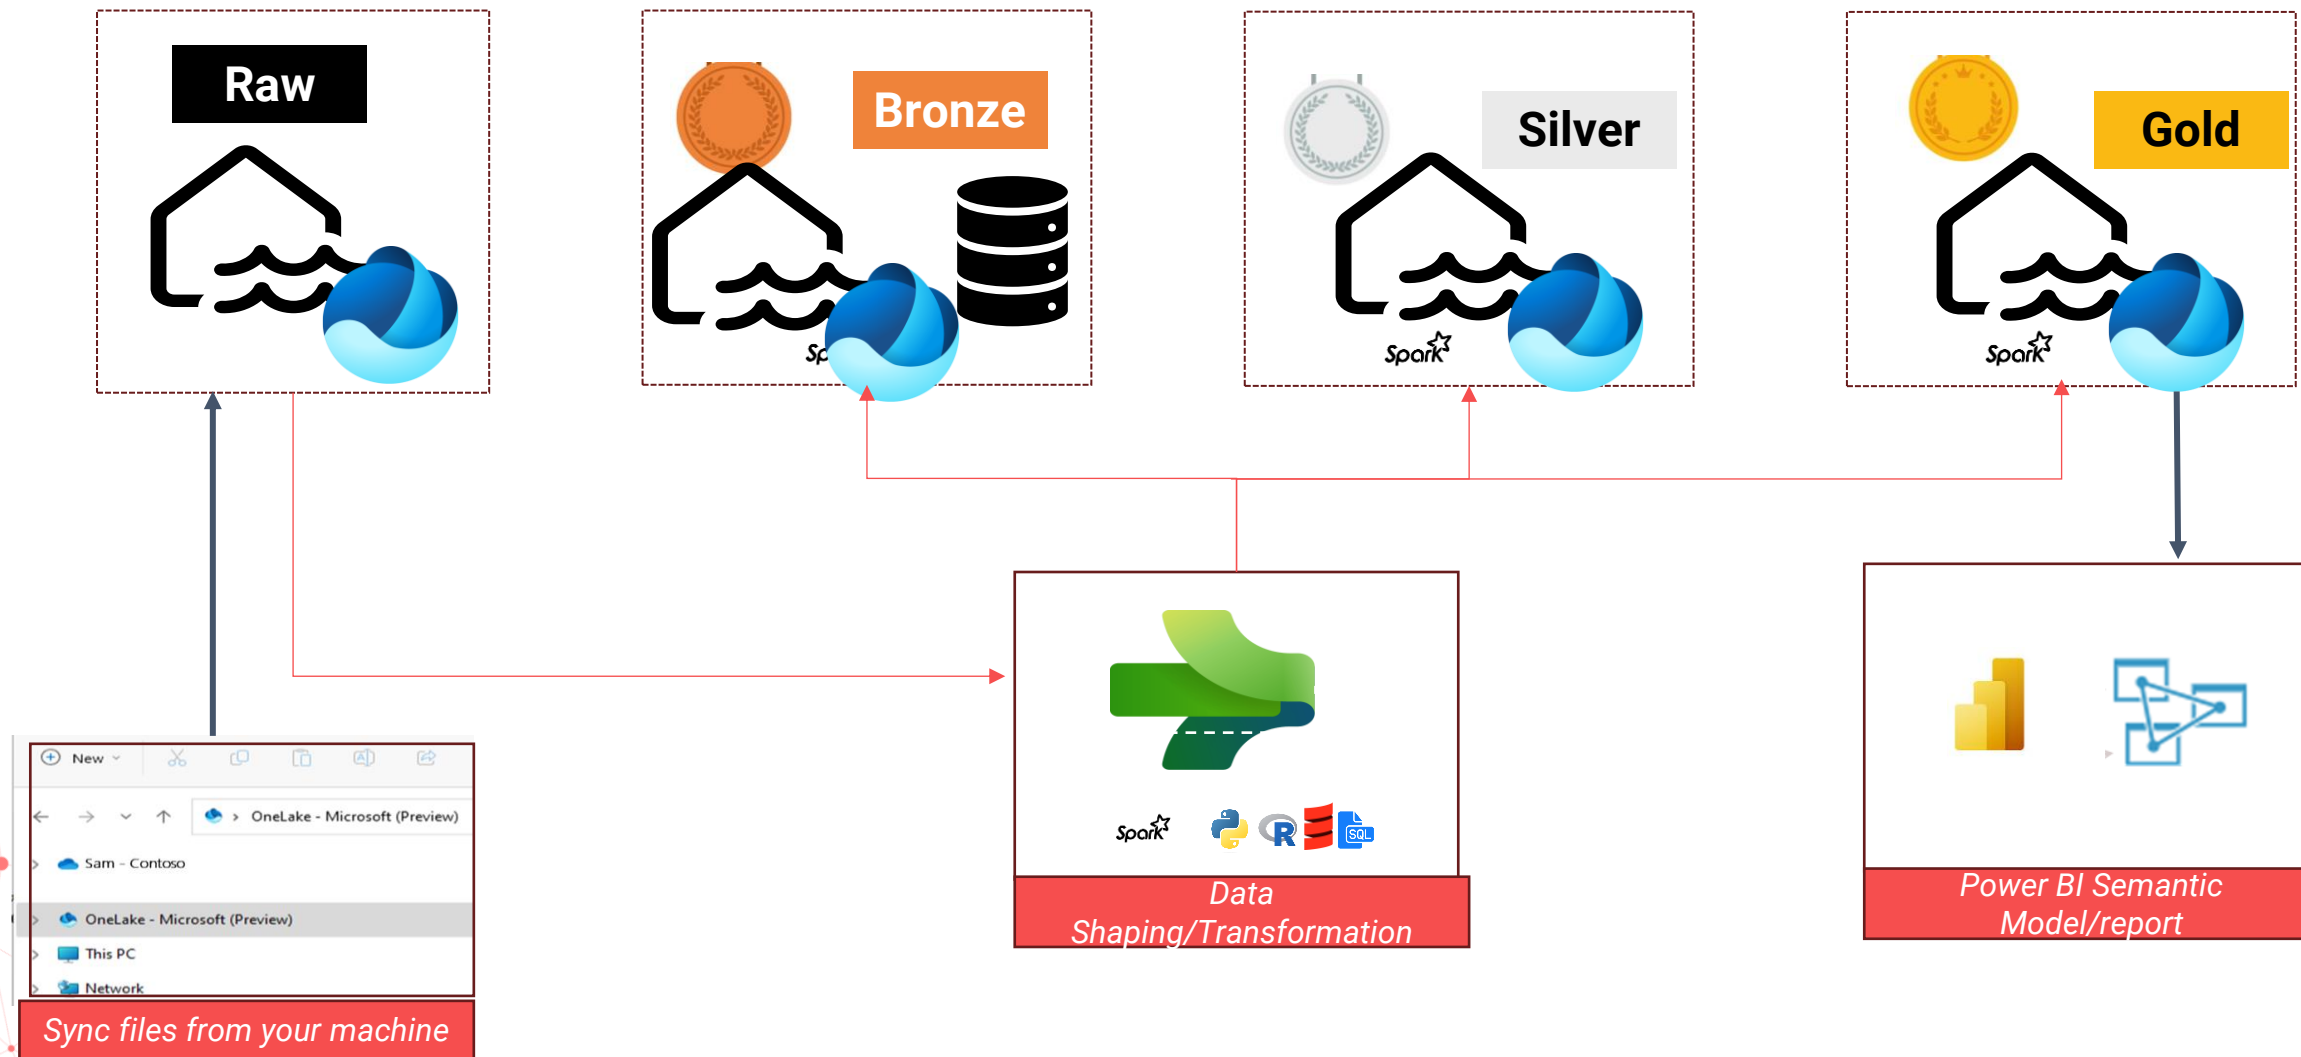 Raw
Bronze
Silver
Gold
Spark
Spark
New
OneLake - Microsoft (Preview)
Sam - Contoso
OneLake - Microsoft (Preview)
This PC
Network
Sync files from your machine
Spark
R
SQL
Data
Shaping/Transformation
Power BI Semantic
Model/report